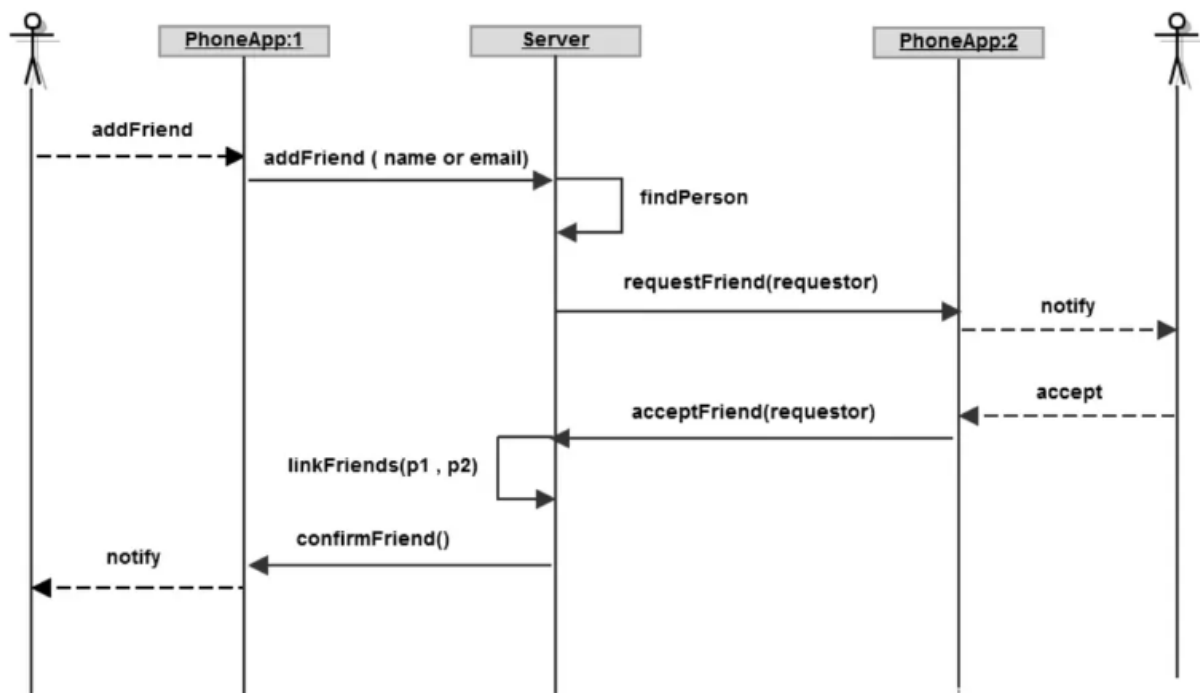 PhoneApp:1
Server
PhoneApp:2
addFriend
addFriend ( name or email)
findPerson
requestFriend(requestor)
notify
accept
acceptFriend(requestor)
linkFriends(p1 , p2)
confirmFriend()
notify